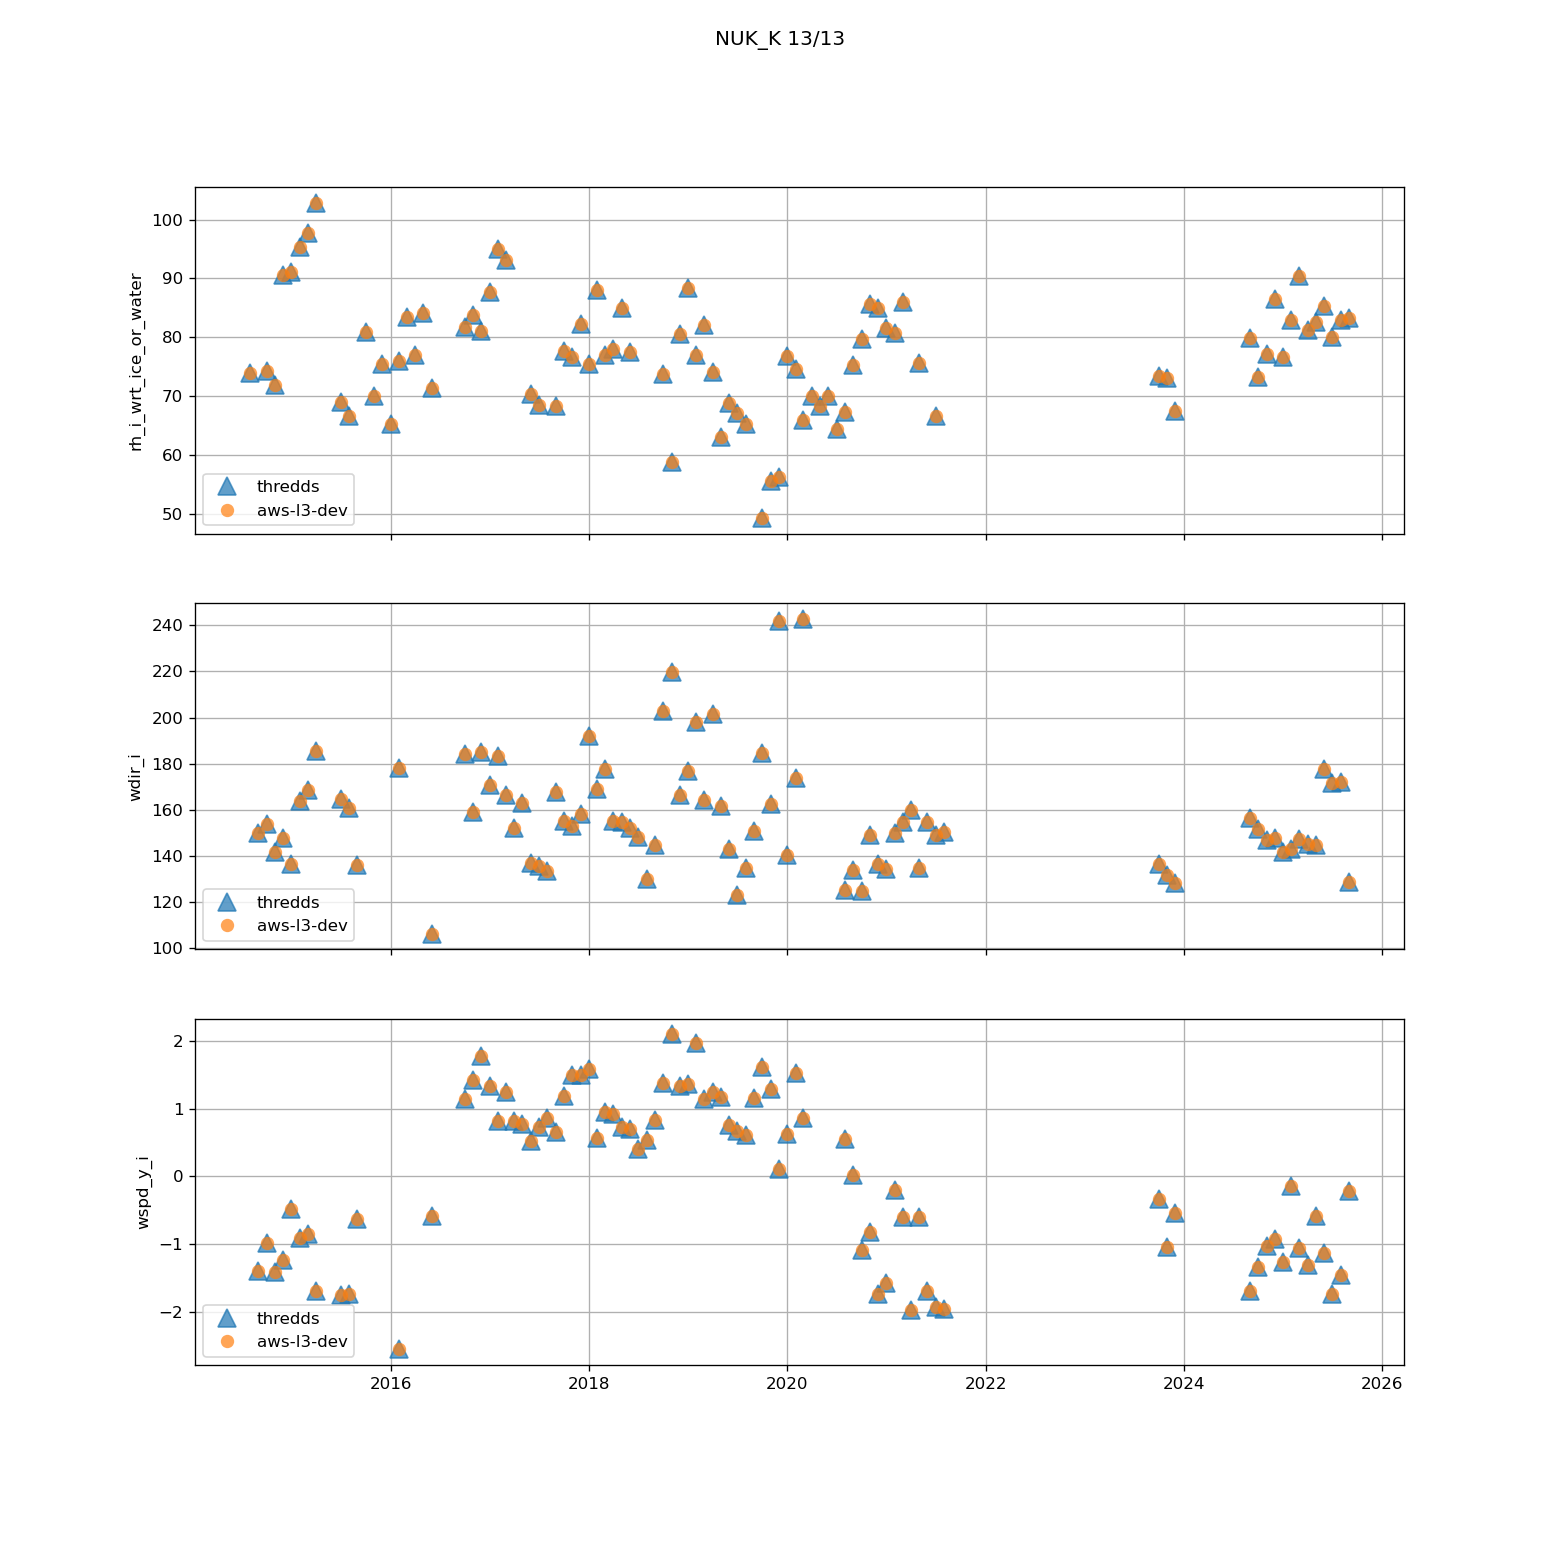 NUK_K 13/13
rh_i_wrt_ice_or_water
100
90
80
70
60
50
thredds
aws-l3-dev
wdir_i
240
220
200
180
160
140
120
100
thredds
aws-l3-dev
wspd_y_i
2
1
0
−1
−2
thredds
aws-l3-dev
2016 2018 2020 2022 2024 2026